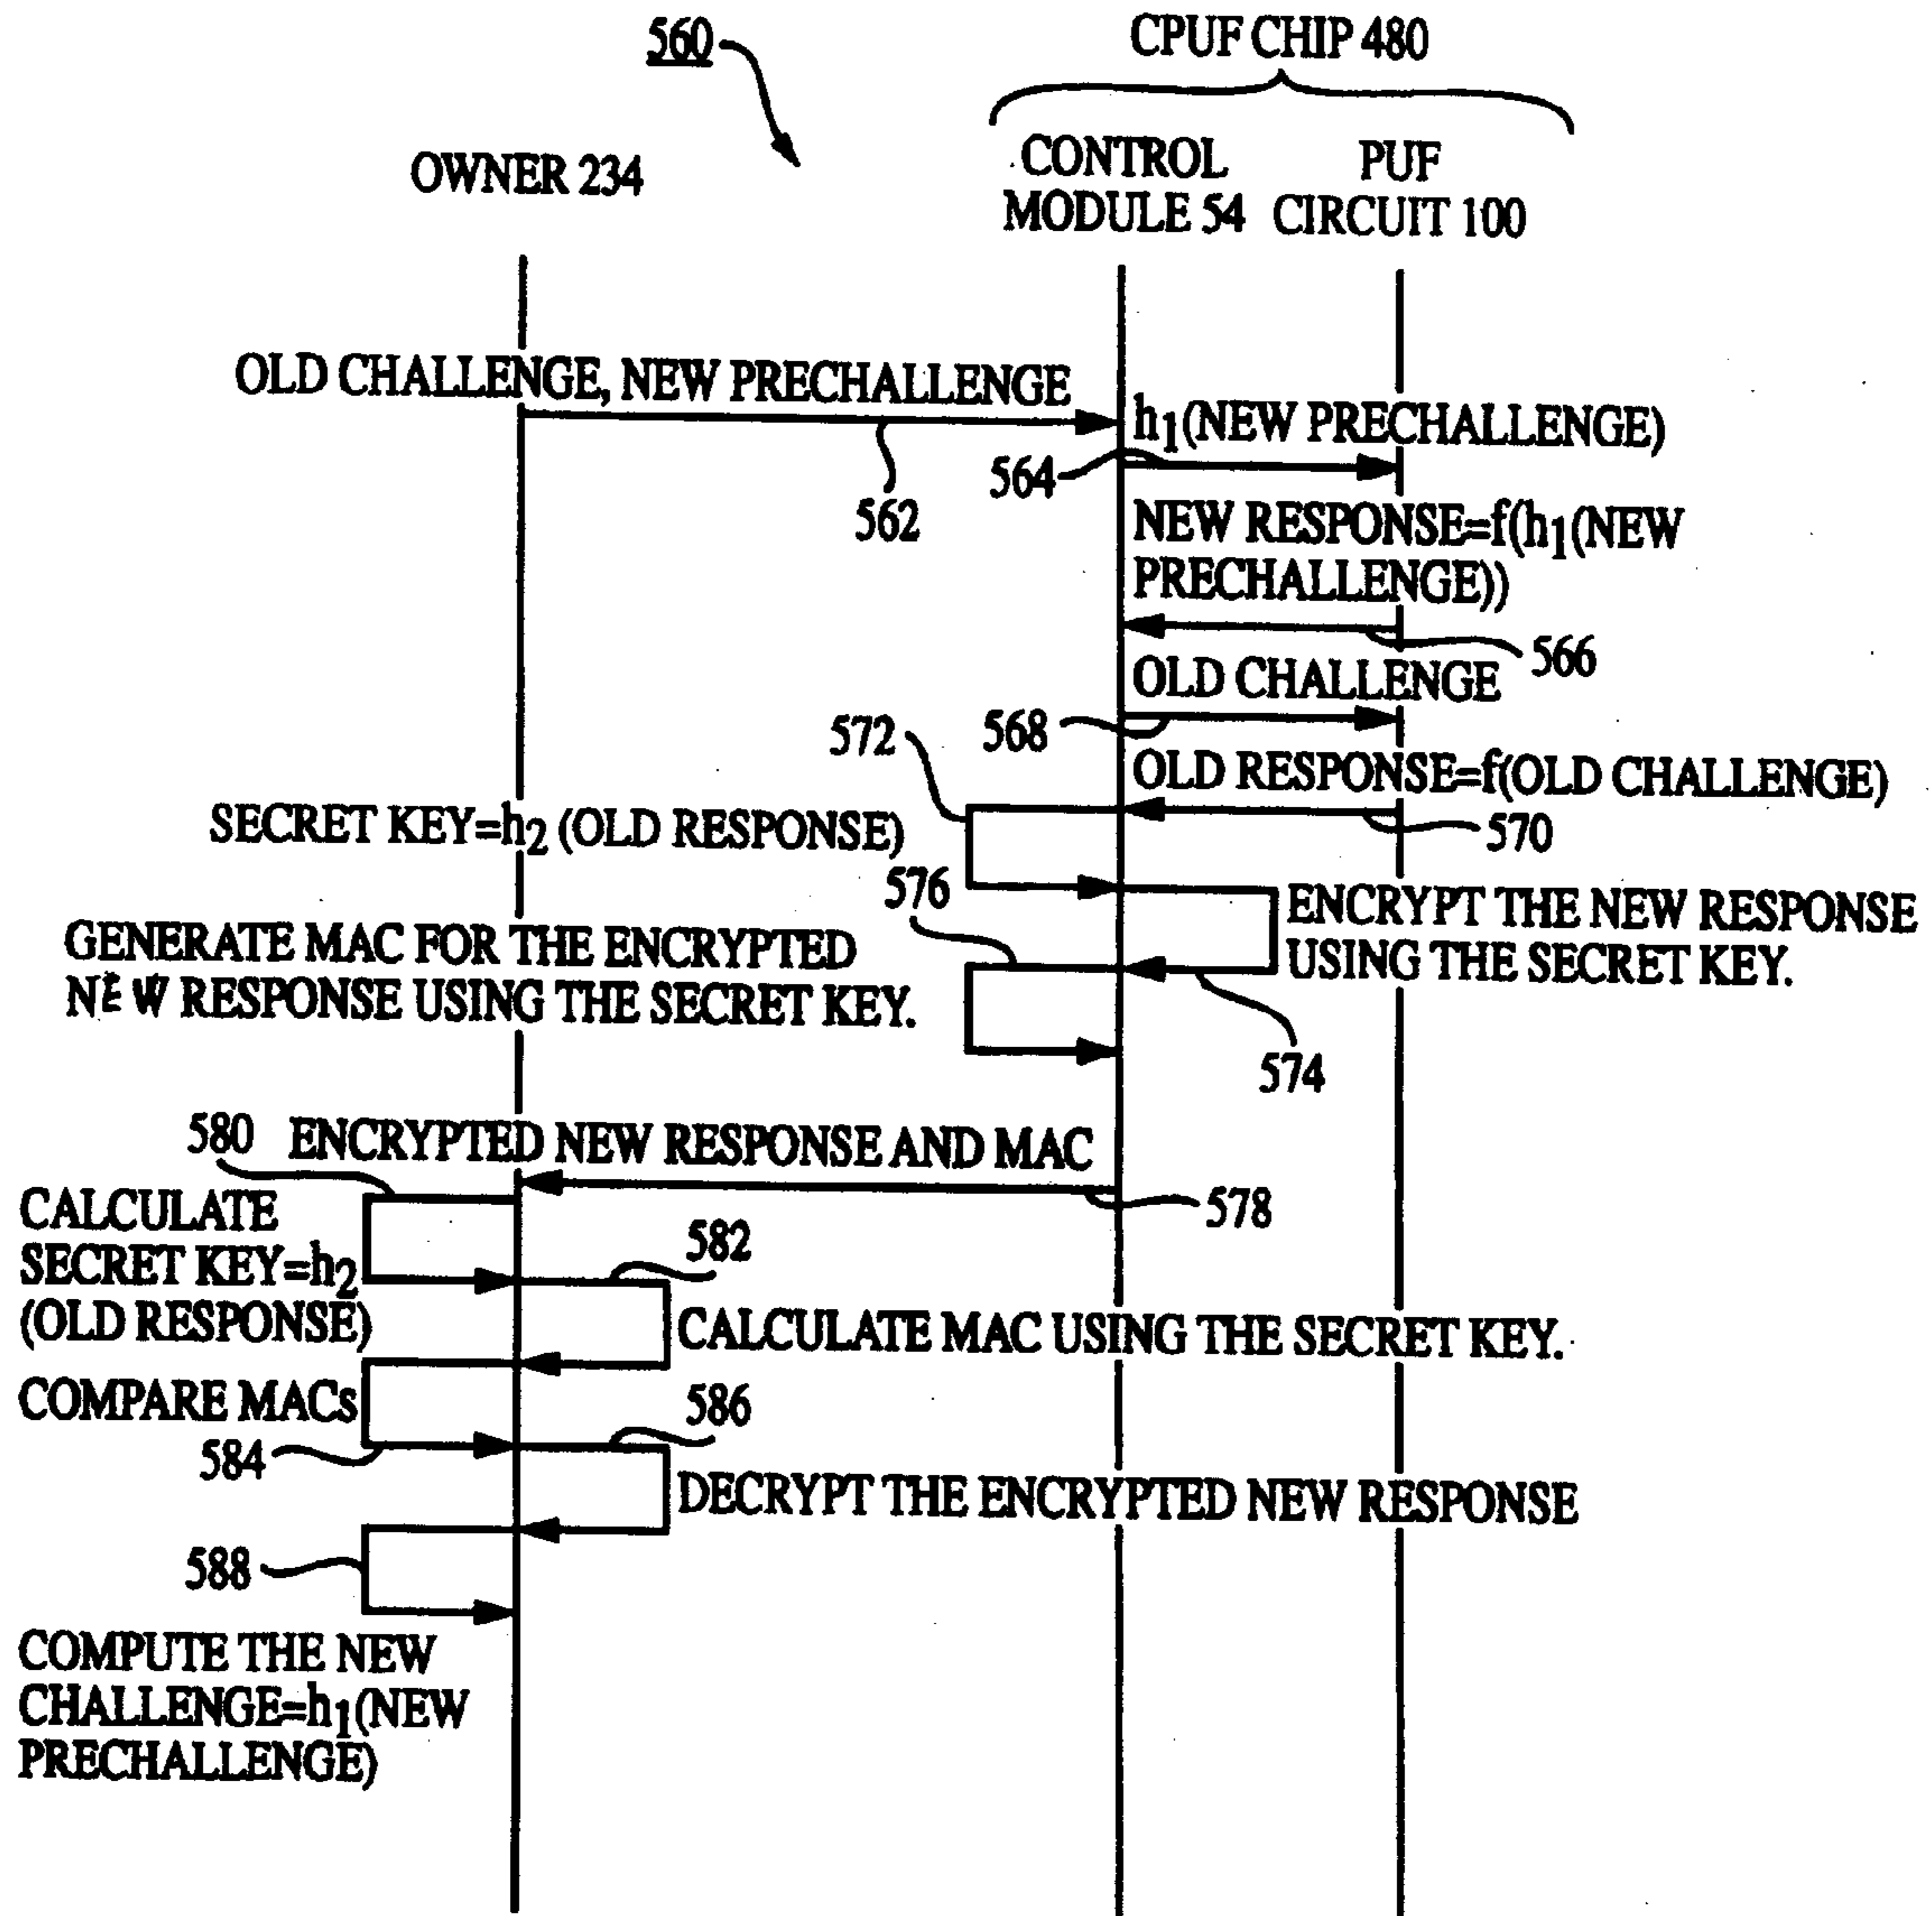 560
CPUF CHIP 480
OWNER 234
CONTROL
MODULE 54
PUF
CIRCUIT 100
OLD CHALLENGE, NEW PRECHALLENGE
562
h1(NEW PRECHALLENGE)
564
NEW RESPONSE=f(h1(NEW
PRECHALLENGE))
566
OLD CHALLENGE
568
572
OLD RESPONSE=f(OLD CHALLENGE)
570
SECRET KEY=h2 (OLD RESPONSE)
576
ENCRYPT THE NEW RESPONSE
USING THE SECRET KEY.
574
GENERATE MAC FOR THE ENCRYPTED
NEW RESPONSE USING THE SECRET KEY.
580
ENCRYPTED NEW RESPONSE AND MAC
578
CALCULATE
SECRET KEY=h2
(OLD RESPONSE)
582
CALCULATE MAC USING THE SECRET KEY.
COMPARE MACs
584
586
DECRYPT THE ENCRYPTED NEW RESPONSE
588
COMPUTE THE NEW
CHALLENGE=h1(NEW
PRECHALLENGE)